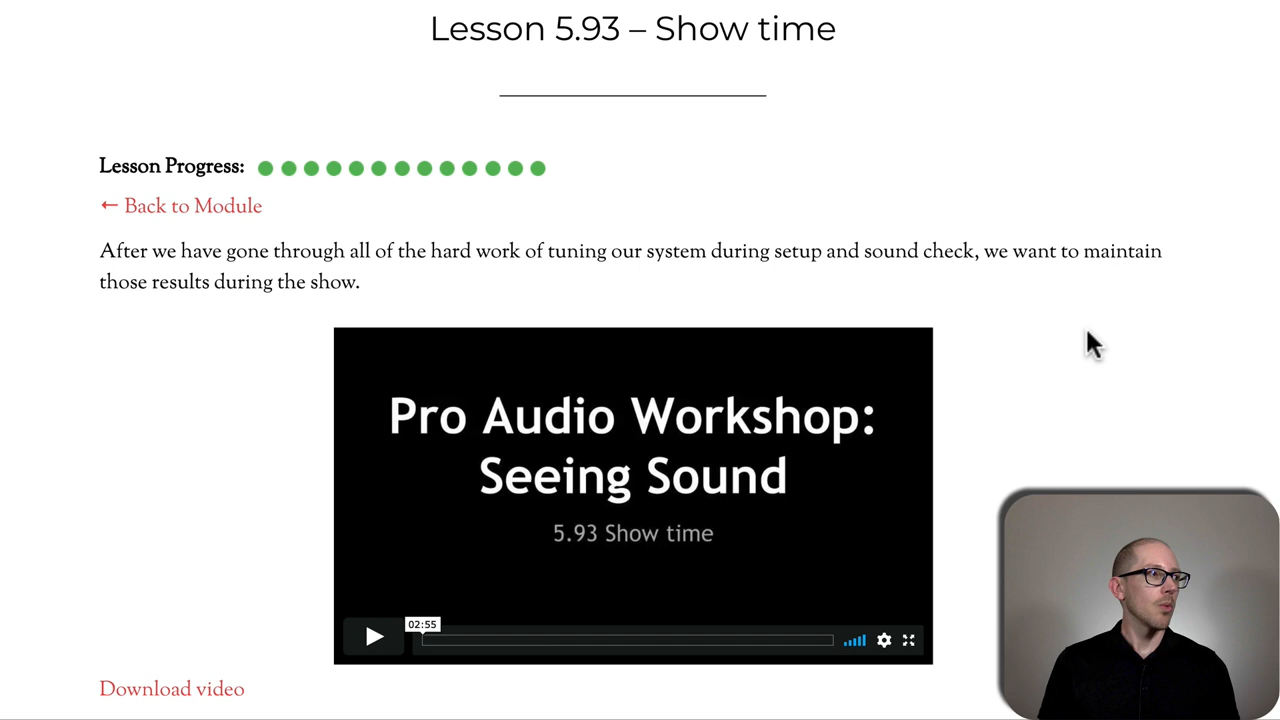 Lesson 5.93 – Show time
Lesson Progress:
← Back to Module
After we have gone through all of the hard work of tuning our system during setup and sound check, we want to maintain
those results during the show.
Pro Audio Workshop:
Seeing Sound
5.93 Show time
02:55
Download video